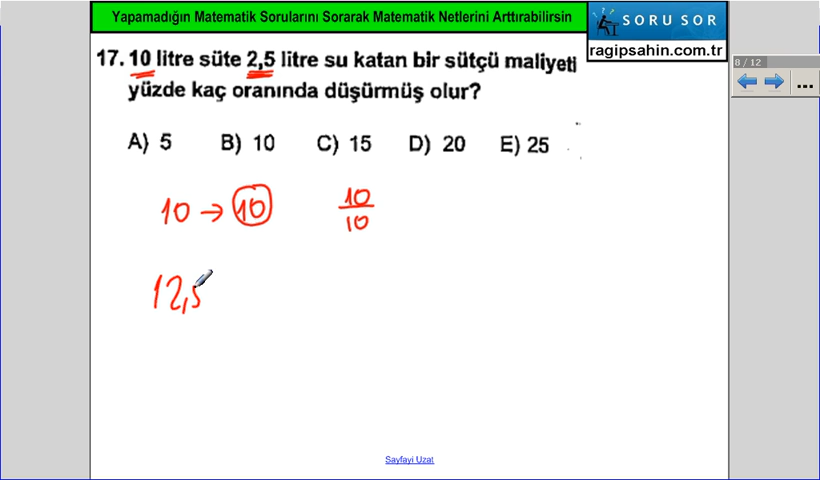 Yapamadığın Matematik Sorularını Sorarak Matematik Netlerini Arttırabilirsin
SORU SOR
ragipsahin.com.tr
8 / 12
...
17. 10 litre süte 2,5 litre su katan bir sütçü maliyeti
yüzde kaç oranında düşürmüş olur?
A) 5 B) 10 C) 15 D) 20 E) 25
10 → 10 10/10
12,5
Sayfayı Uzat